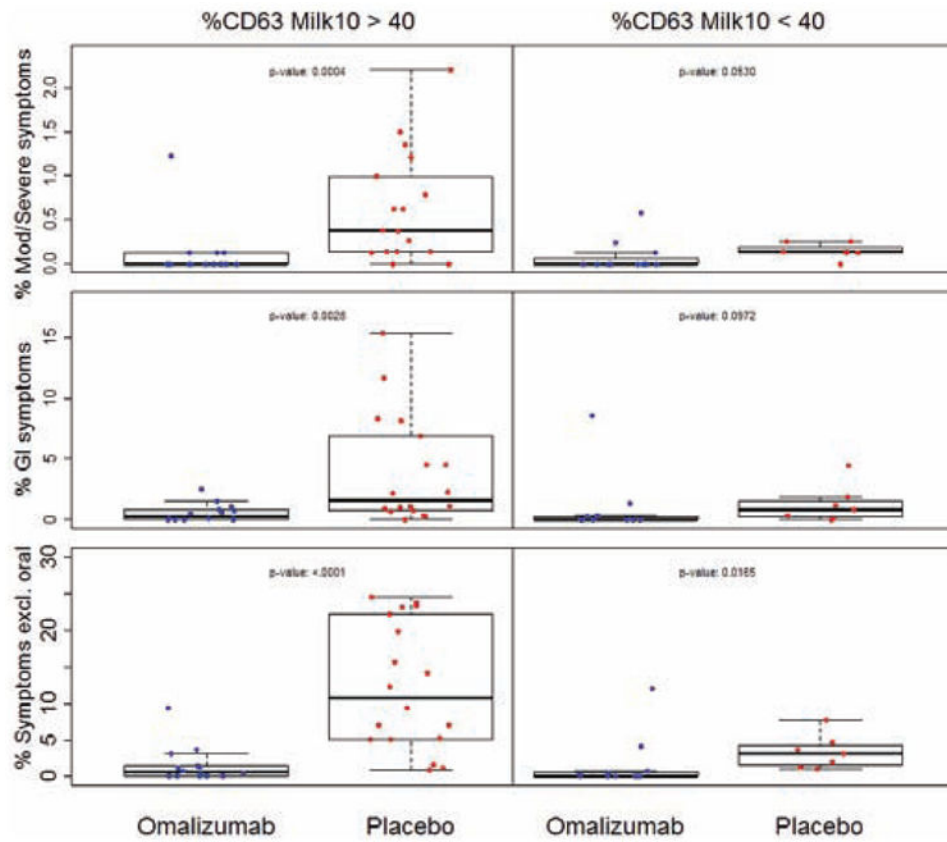 %CD63 Milk10 > 40 %CD63 Milk10 < 40
% Mod/Severe symptoms
2.0
1.5
1.0
0.5
0.0
p-value: 0.0004
p-value: 0.0530
% GI symptoms
15
10
5
0
p-value: 0.0028
p-value: 0.0972
% Symptoms excl. oral
30
20
10
5
0
p-value: <.0001
p-value: 0.0165
Omalizumab Placebo Omalizumab Placebo